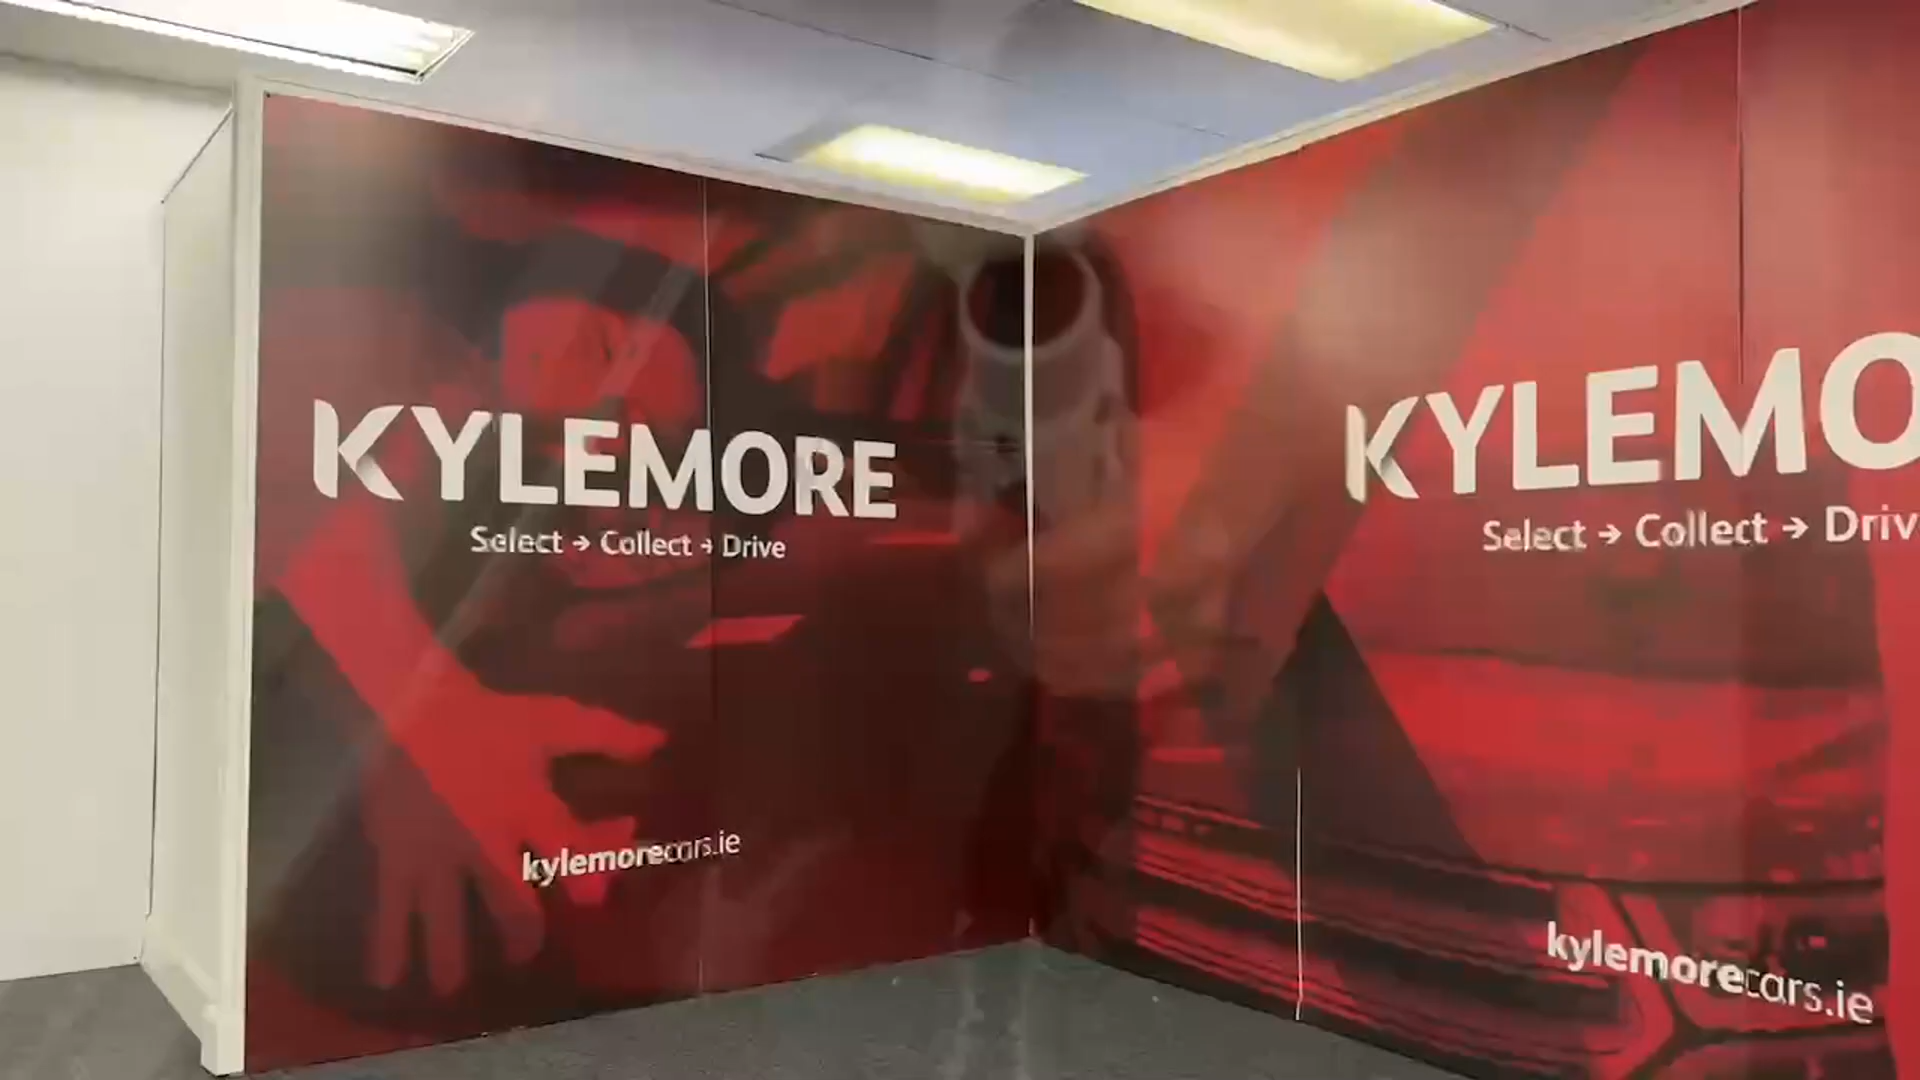 KYLEMORE
Select → Collect → Drive
kylemorecars.ie
KYLEMO
Select → Collect → Driv
kylemorecars.ie